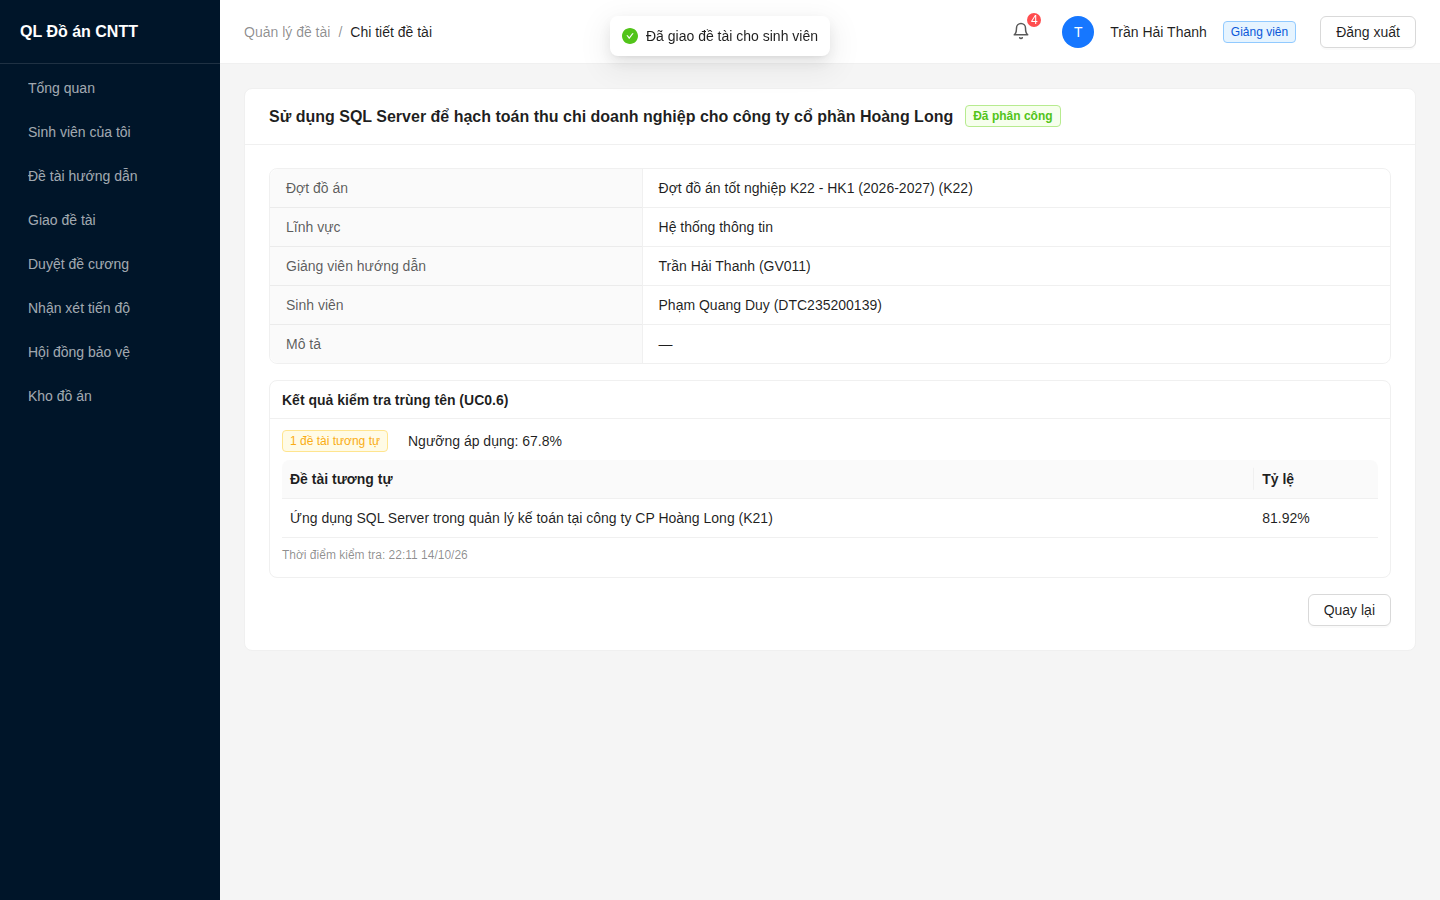 QL Đồ án CNTT
Tổng quan
Sinh viên của tôi
Đề tài hướng dẫn
Giao đề tài
Duyệt đề cương
Nhận xét tiến độ
Hội đồng bảo vệ
Kho đồ án
Quản lý đề tài / Chi tiết đề tài
Đã giao đề tài cho sinh viên
4
T
Trần Hải Thanh
Giảng viên
Đăng xuất
Sử dụng SQL Server để hạch toán thu chi doanh nghiệp cho công ty cổ phần Hoàng Long Đã phân công
Đợt đồ án Đợt đồ án tốt nghiệp K22 - HK1 (2026-2027) (K22)
Lĩnh vực Hệ thống thông tin
Giảng viên hướng dẫn Trần Hải Thanh (GV011)
Sinh viên Phạm Quang Duy (DTC235200139)
Mô tả —
Kết quả kiểm tra trùng tên (UC0.6)
1 đề tài tương tự Ngưỡng áp dụng: 67.8%
Đề tài tương tự Tỷ lệ
Ứng dụng SQL Server trong quản lý kế toán tại công ty CP Hoàng Long (K21) 81.92%
Thời điểm kiểm tra: 22:11 14/10/26
Quay lại